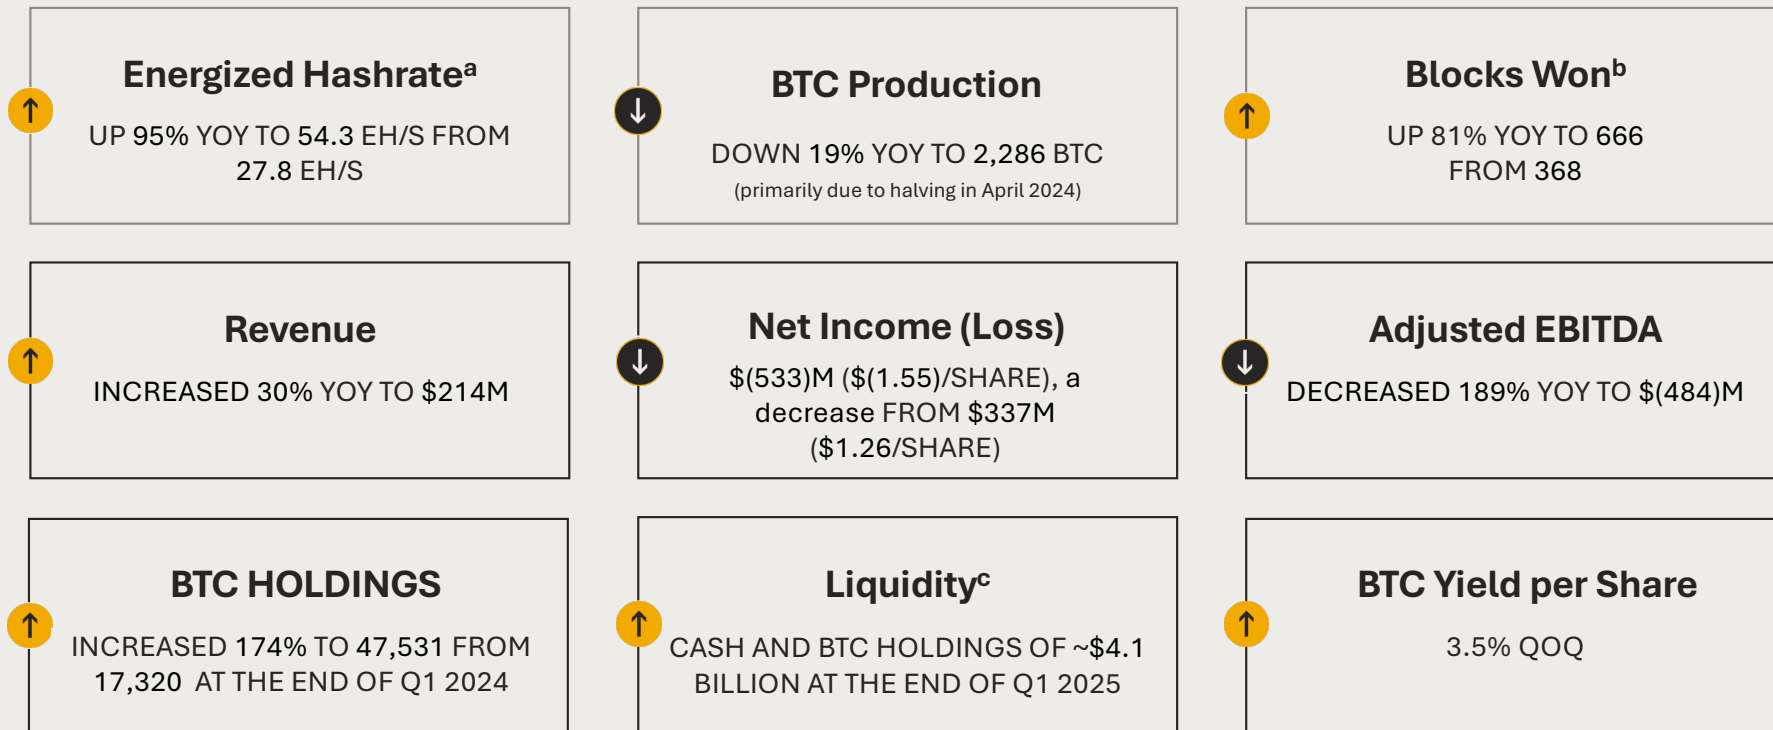 Energized Hashrateᵃ
UP 95% YOY TO 54.3 EH/S FROM
27.8 EH/S
BTC Production
DOWN 19% YOY TO 2,286 BTC
(primarily due to halving in April 2024)
Blocks Wonᵇ
UP 81% YOY TO 666
FROM 368
Revenue
INCREASED 30% YOY TO $214M
Net Income (Loss)
$(533)M ($(1.55)/SHARE), a
decrease FROM $337M
($1.26/SHARE)
Adjusted EBITDA
DECREASED 189% YOY TO $(484)M
BTC HOLDINGS
INCREASED 174% TO 47,531 FROM
17,320 AT THE END OF Q1 2024
Liquidityᶜ
CASH AND BTC HOLDINGS OF ~$4.1
BILLION AT THE END OF Q1 2025
BTC Yield per Share
3.5% QOQ